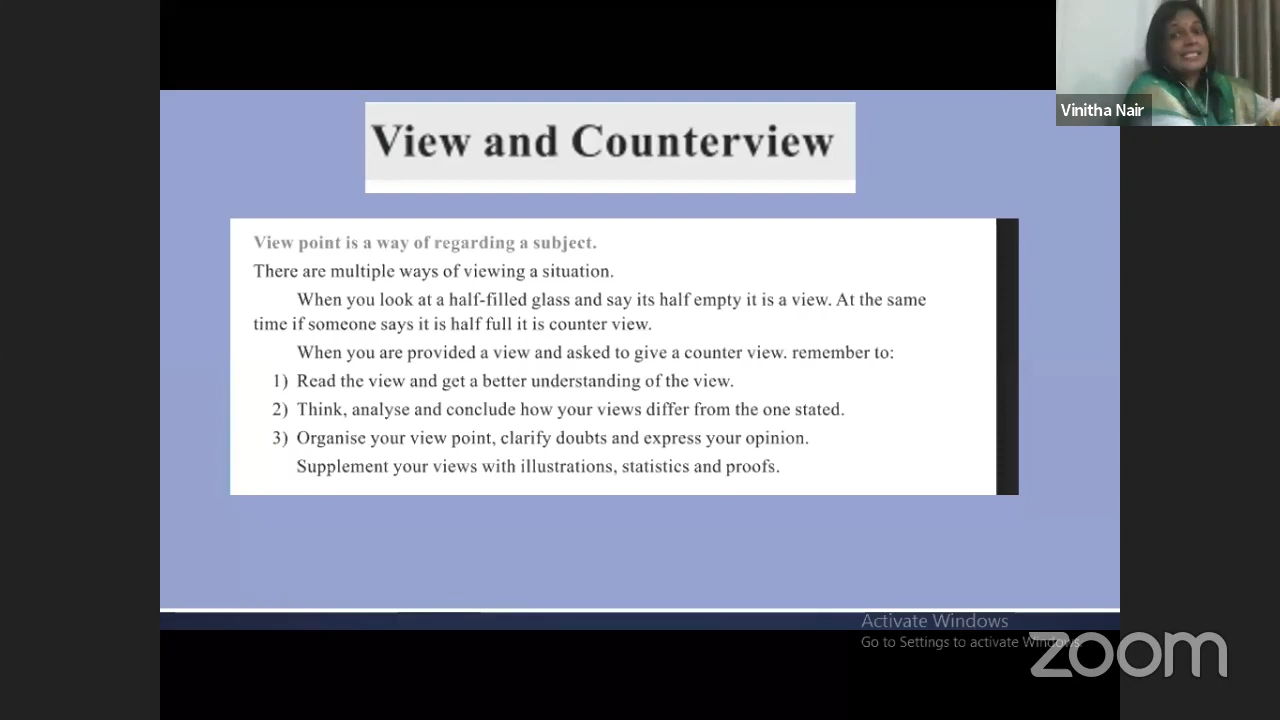 Vinitha Nair
View and Counterview
View point is a way of regarding a subject.
There are multiple ways of viewing a situation.
When you look at a half-filled glass and say its half empty it is a view. At the same
time if someone says it is half full it is counter view.
When you are provided a view and asked to give a counter view. remember to:
1) Read the view and get a better understanding of the view.
2) Think, analyse and conclude how your views differ from the one stated.
3) Organise your view point, clarify doubts and express your opinion.
Supplement your views with illustrations, statistics and proofs.
Activate Windows
Go to Settings to activate Windows.
zoom